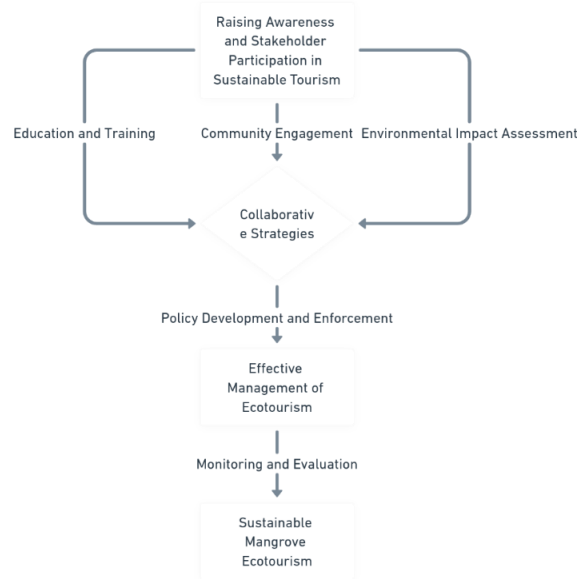 Raising Awareness
and Stakeholder
Participation in
Sustainable Tourism
Education and Training
Community Engagement
Environmental Impact Assessment
Collaborativ
e Strategies
Policy Development and Enforcement
Effective
Management of
Ecotourism
Monitoring and Evaluation
Sustainable
Mangrove
Ecotourism